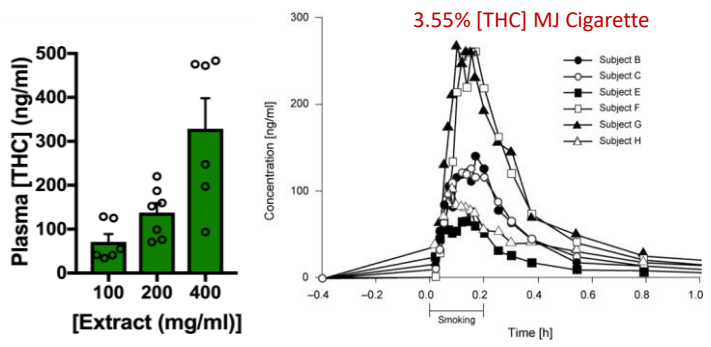 500
400
300
200
100
0
Plasma [THC] (ng/ml)
100 200 400
[Extract (mg/ml)]
3.55% [THC] MJ Cigarette
300
200
100
0
Concentration [ng/ml]
Subject B
Subject C
Subject E
Subject F
Subject G
Subject H
–0.4 –0.2 0.0 0.2 0.4 0.6 0.8 1.0
Smoking
Time [h]